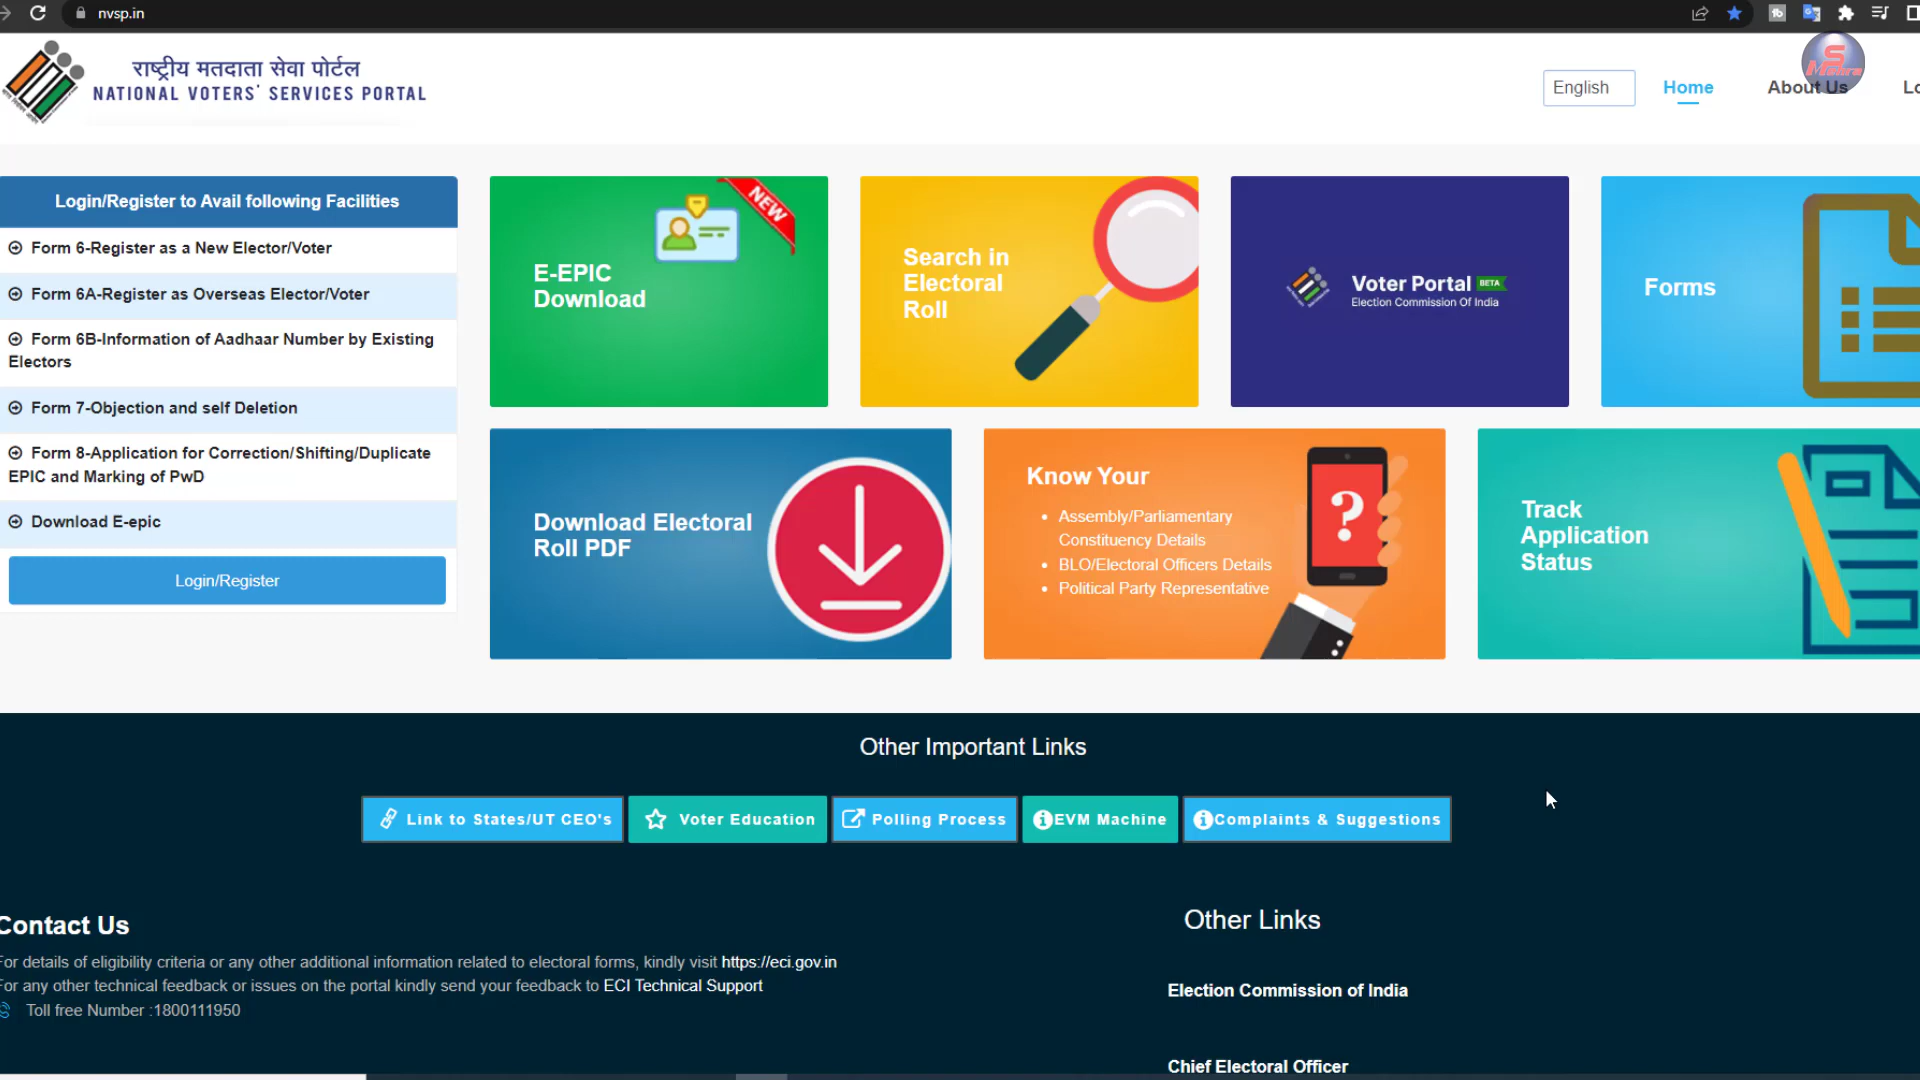 nvsp.in
राष्ट्रीय मतदाता सेवा पोर्टल
NATIONAL VOTERS' SERVICES PORTAL
English
Home
About Us
Login/Register to Avail following Facilities
Form 6-Register as a New Elector/Voter
Form 6A-Register as Overseas Elector/Voter
Form 6B-Information of Aadhaar Number by Existing
Electors
Form 7-Objection and self Deletion
Form 8-Application for Correction/Shifting/Duplicate
EPIC and Marking of PwD
Download E-epic
Login/Register
NEW
E-EPIC
Download
Search in
Electoral
Roll
Voter Portal BETA
Election Commission Of India
Forms
Download Electoral
Roll PDF
Know Your
Assembly/Parliamentary
Constituency Details
BLO/Electoral Officers Details
Political Party Representative
Track
Application
Status
Other Important Links
Link to States/UT CEO's
Voter Education
Polling Process
EVM Machine
Complaints & Suggestions
Contact Us
For details of eligibility criteria or any other additional information related to electoral forms, kindly visit https://eci.gov.in
For any other technical feedback or issues on the portal kindly send your feedback to ECI Technical Support
Toll free Number :1800111950
Other Links
Election Commission of India
Chief Electoral Officer